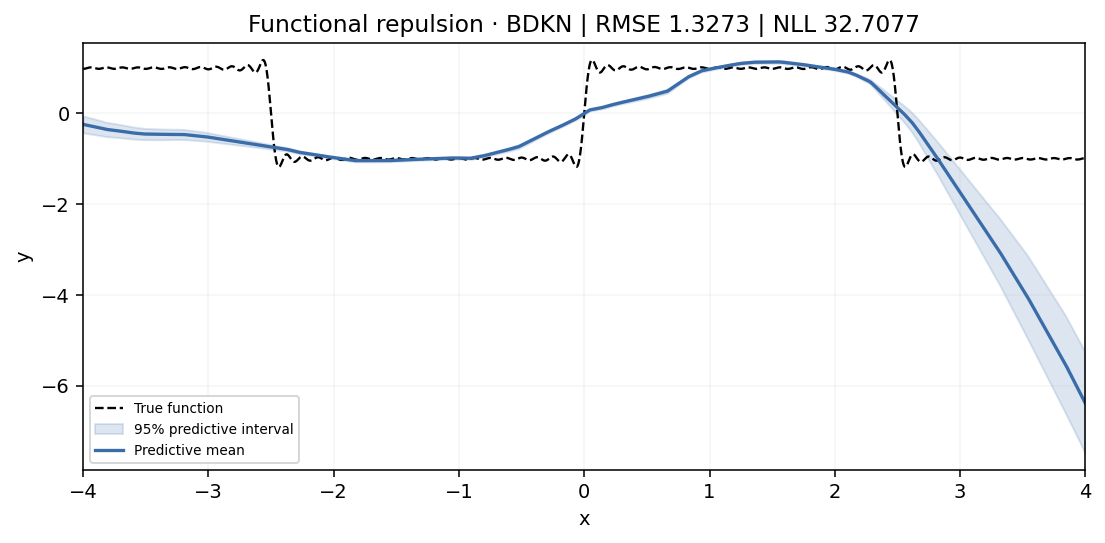 Functional repulsion · BDKN | RMSE 1.3273 | NLL 32.7077
y
0
−2
−4
−6
True function
95% predictive interval
Predictive mean
−4 −3 −2 −1 0 1 2 3 4
x